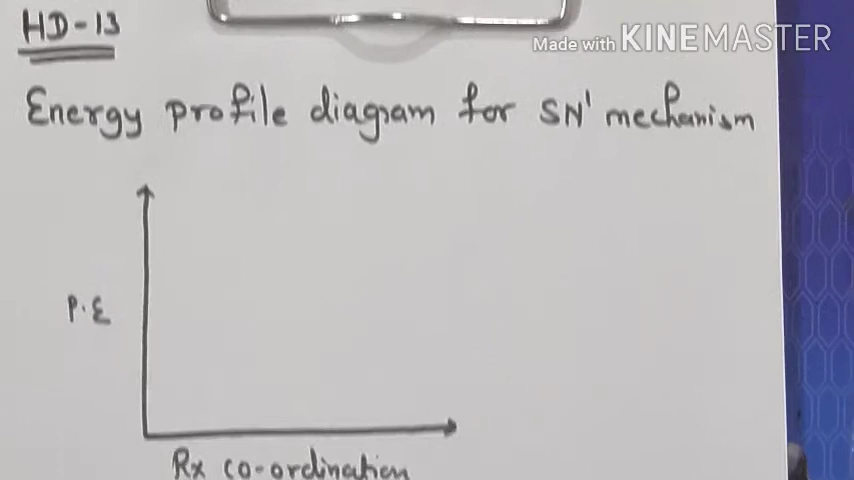 HD-13
Made with KINEMASTER
Energy profile diagram for SN' mechanism
P.E
Rx co-ordination